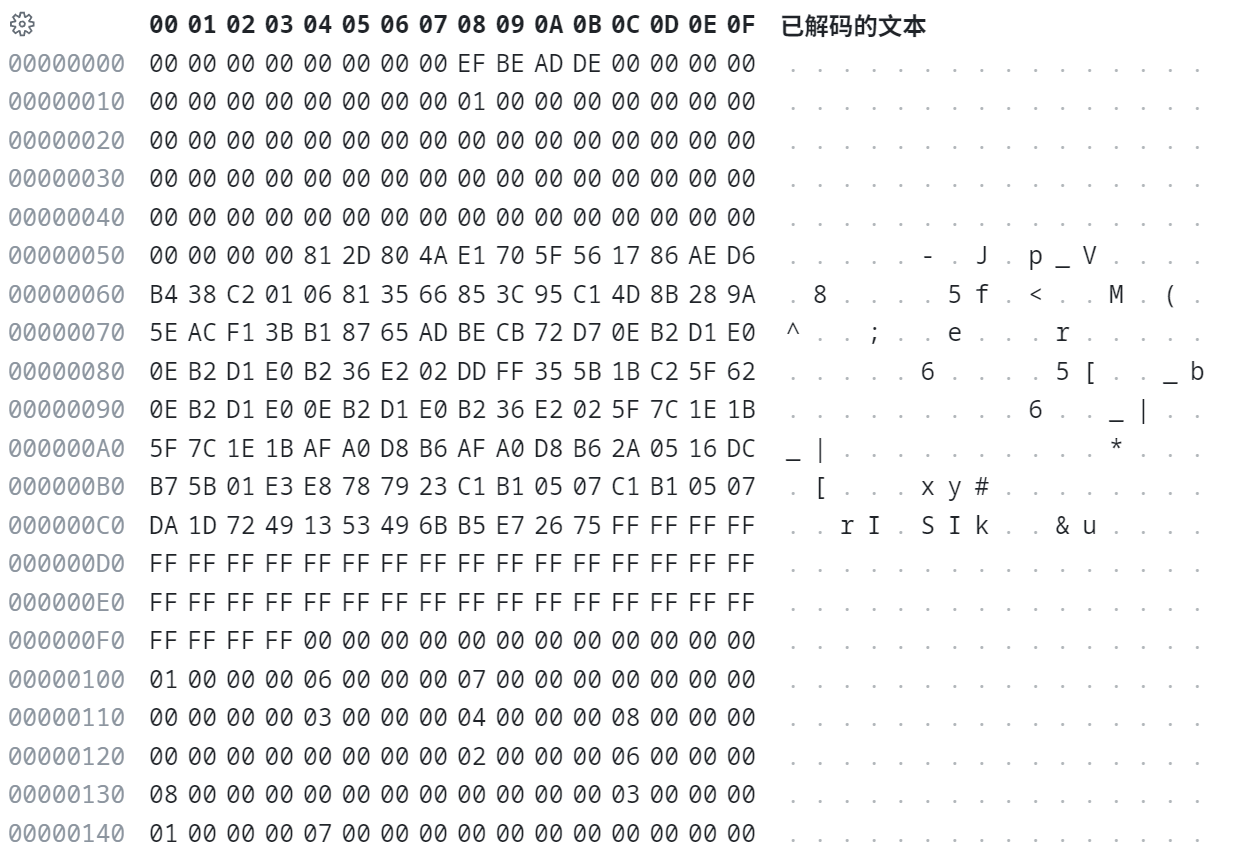 00 01 02 03 04 05 06 07 08 09 0A 0B 0C 0D 0E 0F 已解码的文本
00000000 00 00 00 00 00 00 00 00 EF BE AD DE 00 00 00 00 . . . . . . . . . . . . . . . .
00000010 00 00 00 00 00 00 00 00 01 00 00 00 00 00 00 00 . . . . . . . . . . . . . . . .
00000020 00 00 00 00 00 00 00 00 00 00 00 00 00 00 00 00 . . . . . . . . . . . . . . . .
00000030 00 00 00 00 00 00 00 00 00 00 00 00 00 00 00 00 . . . . . . . . . . . . . . . .
00000040 00 00 00 00 00 00 00 00 00 00 00 00 00 00 00 00 . . . . . . . . . . . . . . . .
00000050 00 00 00 00 81 2D 80 4A E1 70 5F 56 17 86 AE D6 . . . . . - . J . p _ V . . . .
00000060 B4 38 C2 01 06 81 35 66 85 3C 95 C1 4D 8B 28 9A . 8 . . . . 5 f . < . . M . ( .
00000070 5E AC F1 3B B1 87 65 AD BE CB 72 D7 0E B2 D1 E0 ^ . . ; . . e . . . r . . . . .
00000080 0E B2 D1 E0 B2 36 E2 02 DD FF 35 5B 1B C2 5F 62 . . . . . 6 . . . . 5 [ . . _ b
00000090 0E B2 D1 E0 0E B2 D1 E0 B2 36 E2 02 5F 7C 1E 1B . . . . . . . . . 6 . . _ | . .
000000A0 5F 7C 1E 1B AF A0 D8 B6 AF A0 D8 B6 2A 05 16 DC _ | . . . . . . . . . . * . . .
000000B0 B7 5B 01 E3 E8 78 79 23 C1 B1 05 07 C1 B1 05 07 . [ . . . x y # . . . . . . . .
000000C0 DA 1D 72 49 13 53 49 6B B5 E7 26 75 FF FF FF FF . . r I . S I k . . & u . . . .
000000D0 FF FF FF FF FF FF FF FF FF FF FF FF FF FF FF FF . . . . . . . . . . . . . . . .
000000E0 FF FF FF FF FF FF FF FF FF FF FF FF FF FF FF FF . . . . . . . . . . . . . . . .
000000F0 FF FF FF FF 00 00 00 00 00 00 00 00 00 00 00 00 . . . . . . . . . . . . . . . .
00000100 01 00 00 00 06 00 00 00 07 00 00 00 00 00 00 00 . . . . . . . . . . . . . . . .
00000110 00 00 00 00 03 00 00 00 04 00 00 00 08 00 00 00 . . . . . . . . . . . . . . . .
00000120 00 00 00 00 00 00 00 00 02 00 00 00 06 00 00 00 . . . . . . . . . . . . . . . .
00000130 08 00 00 00 00 00 00 00 00 00 00 00 03 00 00 00 . . . . . . . . . . . . . . . .
00000140 01 00 00 00 07 00 00 00 00 00 00 00 00 00 00 00 . . . . . . . . . . . . . . . .